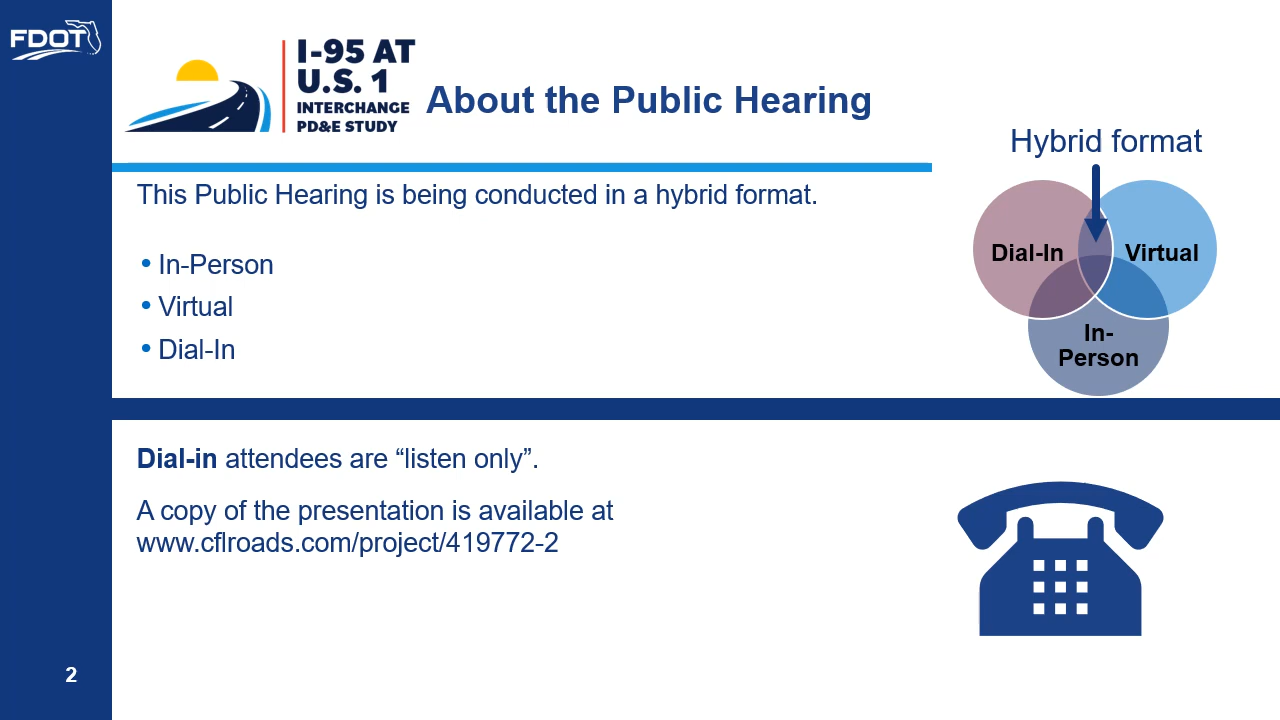 FDOT
I-95 AT
U.S. 1
INTERCHANGE
PD&E STUDY
About the Public Hearing
This Public Hearing is being conducted in a hybrid format.
• In-Person
• Virtual
• Dial-In
Hybrid format
Dial-In
Virtual
In-
Person
Dial-in attendees are “listen only”.
A copy of the presentation is available at
www.cflroads.com/project/419772-2
2